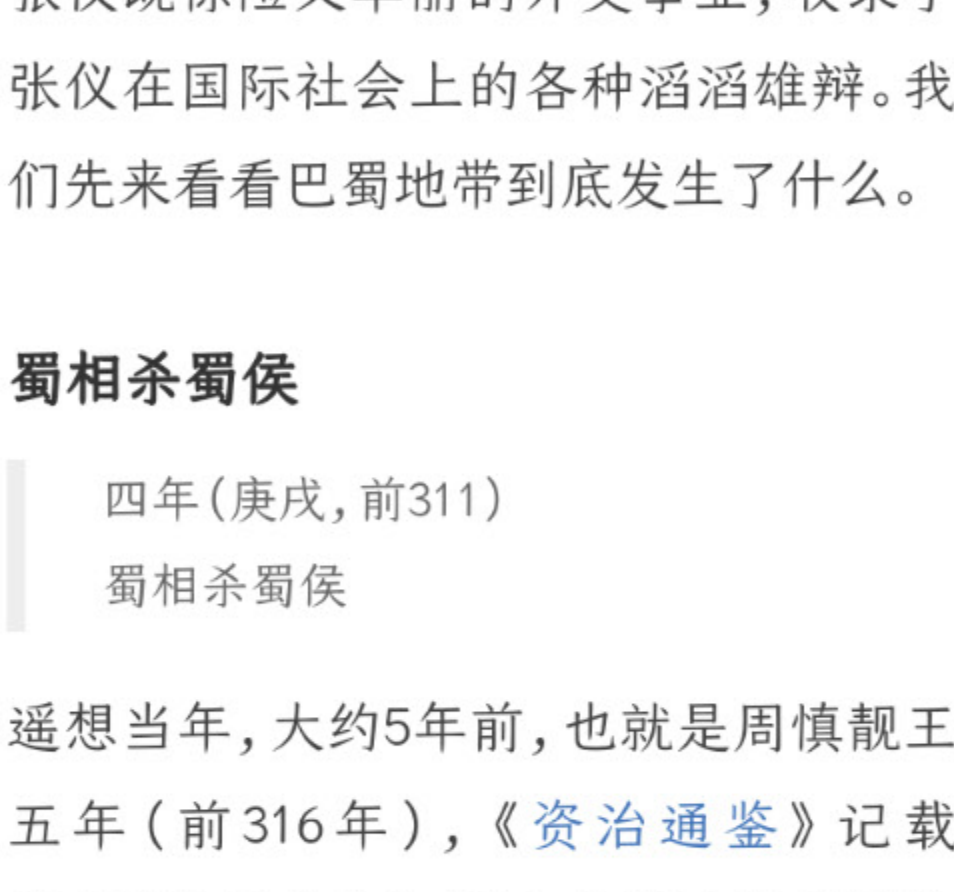 张仪在国际社会上的各种滔滔雄辩。我
们先来看看巴蜀地带到底发生了什么。
蜀相杀蜀侯
四年(庚戌,前311)
蜀相杀蜀侯
遥想当年,大约5年前,也就是周慎靓王
五年(前316年),《资治通鉴》记载